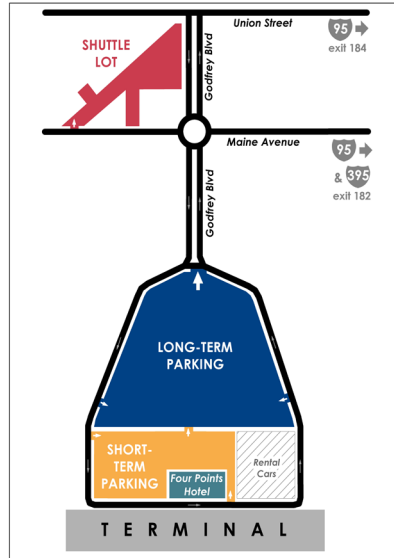 Union Street
95
exit 184
SHUTTLE
LOT
Godfrey Blvd
Maine Avenue
95
& 395
exit 182
Godfrey Blvd
LONG-TERM
PARKING
SHORT-
TERM
PARKING
Four Points
Hotel
Rental
Cars
TERMINAL